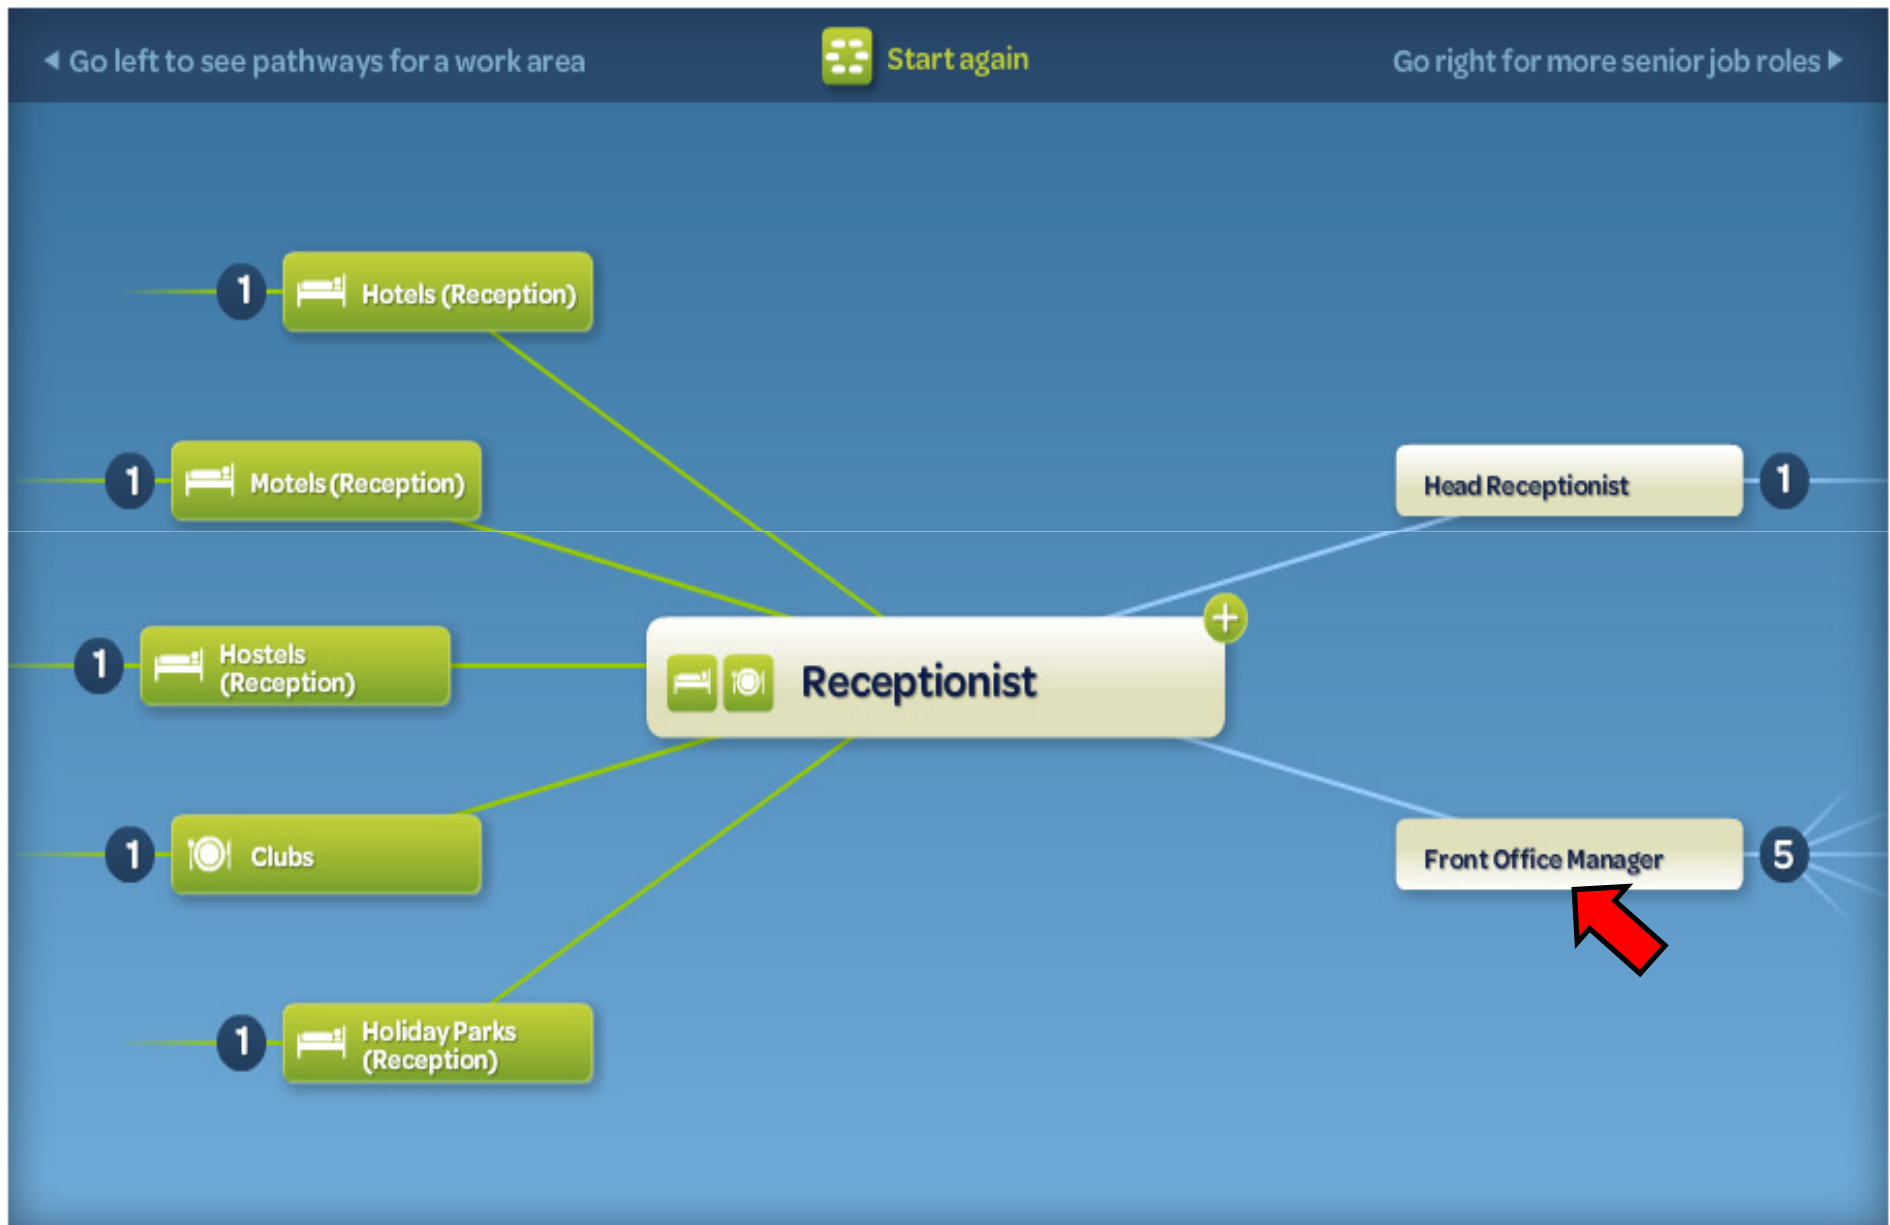 Go left to see pathways for a work area
Start again
Go right for more senior job roles
1
Hotels (Reception)
1
Motels (Reception)
Head Receptionist
1
1
Hostels
(Reception)
Receptionist
1
Clubs
Front Office Manager
5
1
Holiday Parks
(Reception)